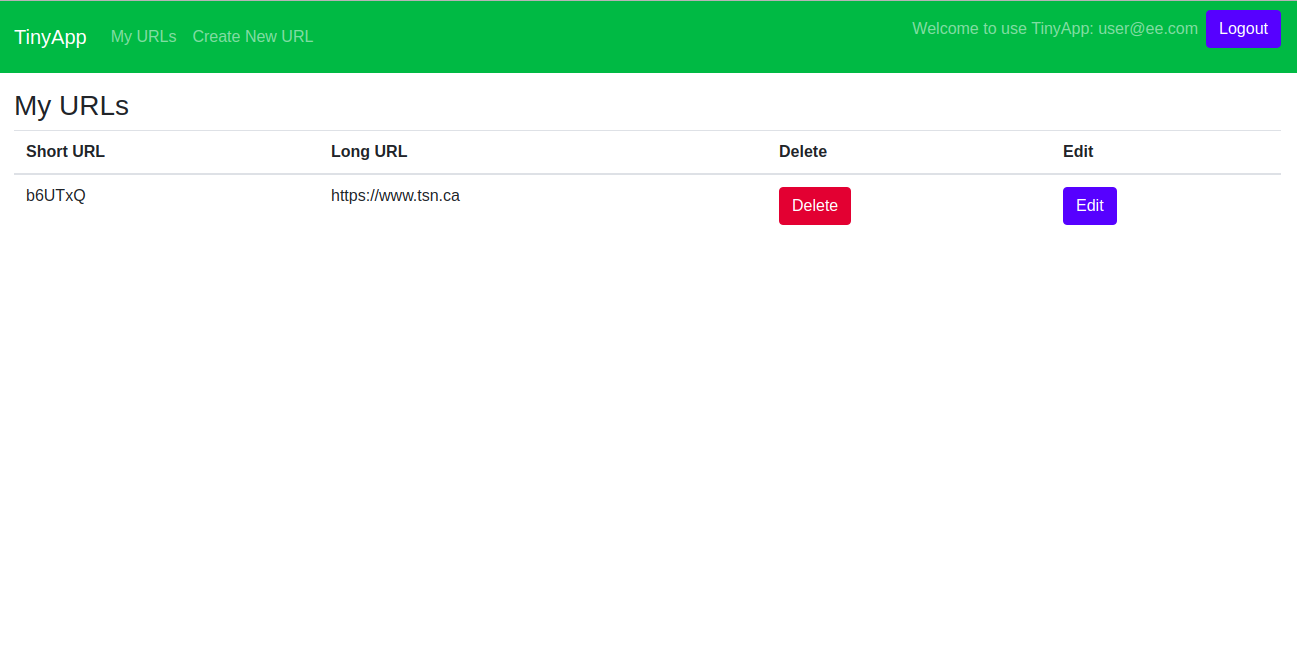 TinyApp My URLs Create New URL Welcome to use TinyApp: user@ee.com Logout
My URLs
Short URL Long URL Delete Edit
b6UTxQ https://www.tsn.ca Delete Edit